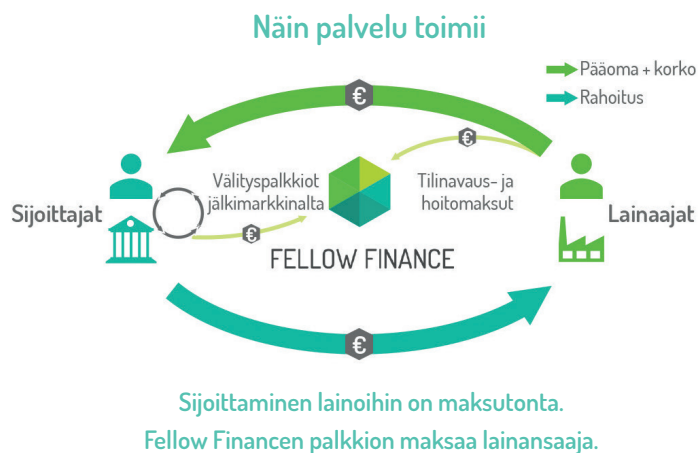 Näin palvelu toimii
Pääoma + korko
Rahoitus
€
€
Välityspalkkiot
jälkimarkkinalta
Tilinavaus- ja
hoitomaksut
Sijoittajat
Lainaajat
€
FELLOW FINANCE
€
Sijoittaminen lainoihin on maksutonta.
Fellow Financen palkkion maksaa lainansaaja.